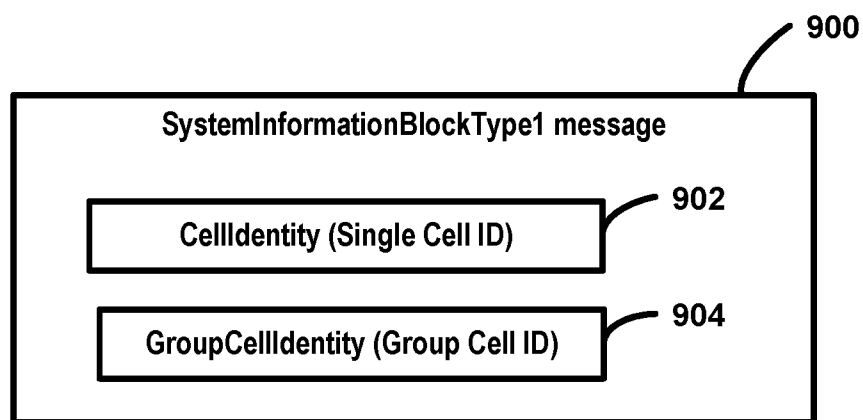 900
SystemInformationBlockType1 message
902
CellIdentity (Single Cell ID)
904
GroupCellIdentity (Group Cell ID)